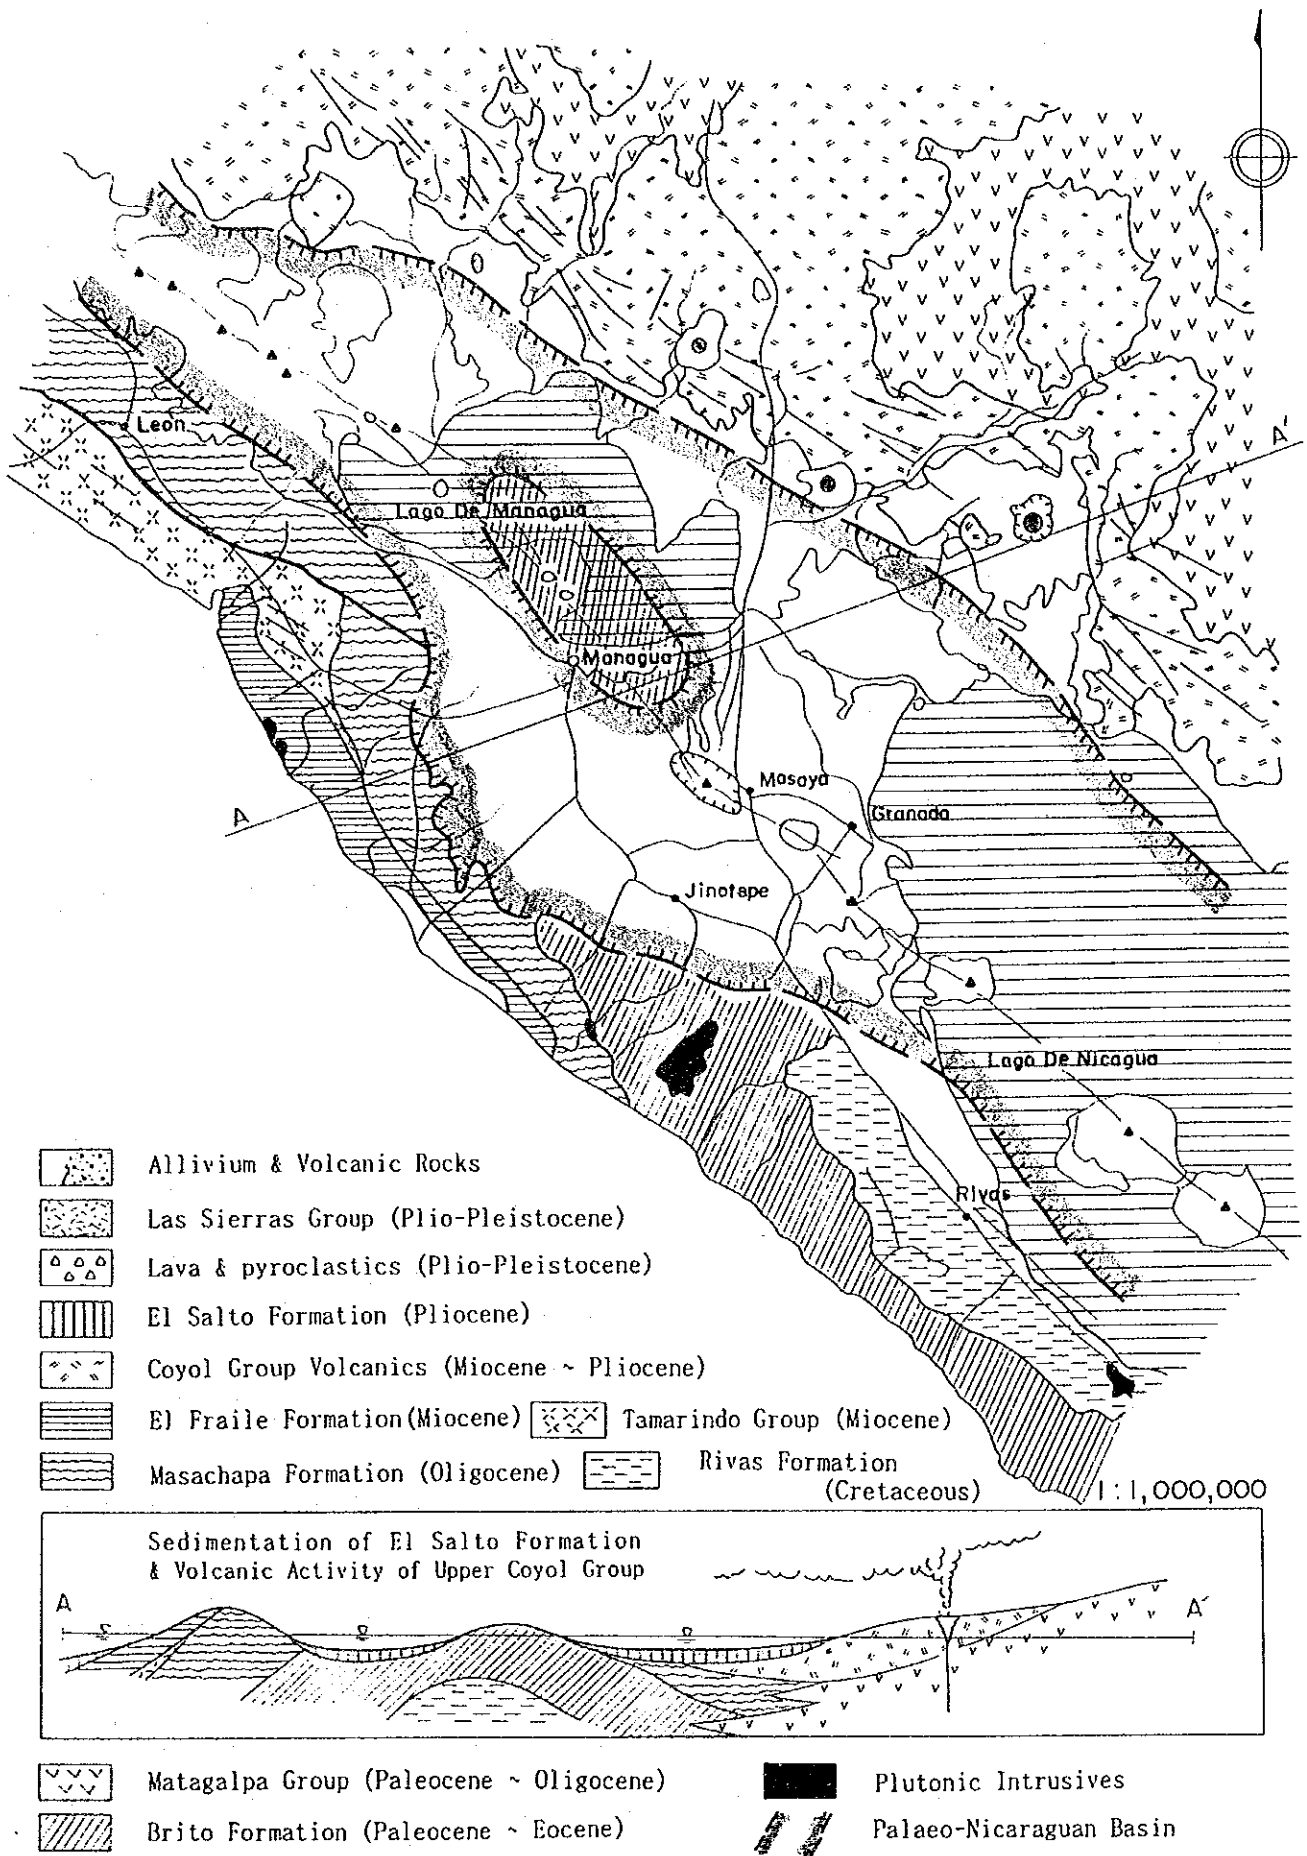 A'
Leon
Lago De Managua
Managua
A
Masaya
Granada
Jinotepe
Lago De Nicagua
Rivas
Allivium & Volcanic Rocks
Las Sierras Group (Plio-Pleistocene)
Lava & pyroclastics (Plio-Pleistocene)
El Salto Formation (Pliocene)
Coyol Group Volcanics (Miocene ~ Pliocene)
El Fraile Formation(Miocene) Tamarindo Group (Miocene)
Masachapa Formation (Oligocene) Rivas Formation
(Cretaceous)
1:1,000,000
Sedimentation of El Salto Formation
& Volcanic Activity of Upper Coyol Group
A A'
Matagalpa Group (Paleocene ~ Oligocene) Plutonic Intrusives
Brito Formation (Paleocene ~ Eocene) Palaeo-Nicaraguan Basin